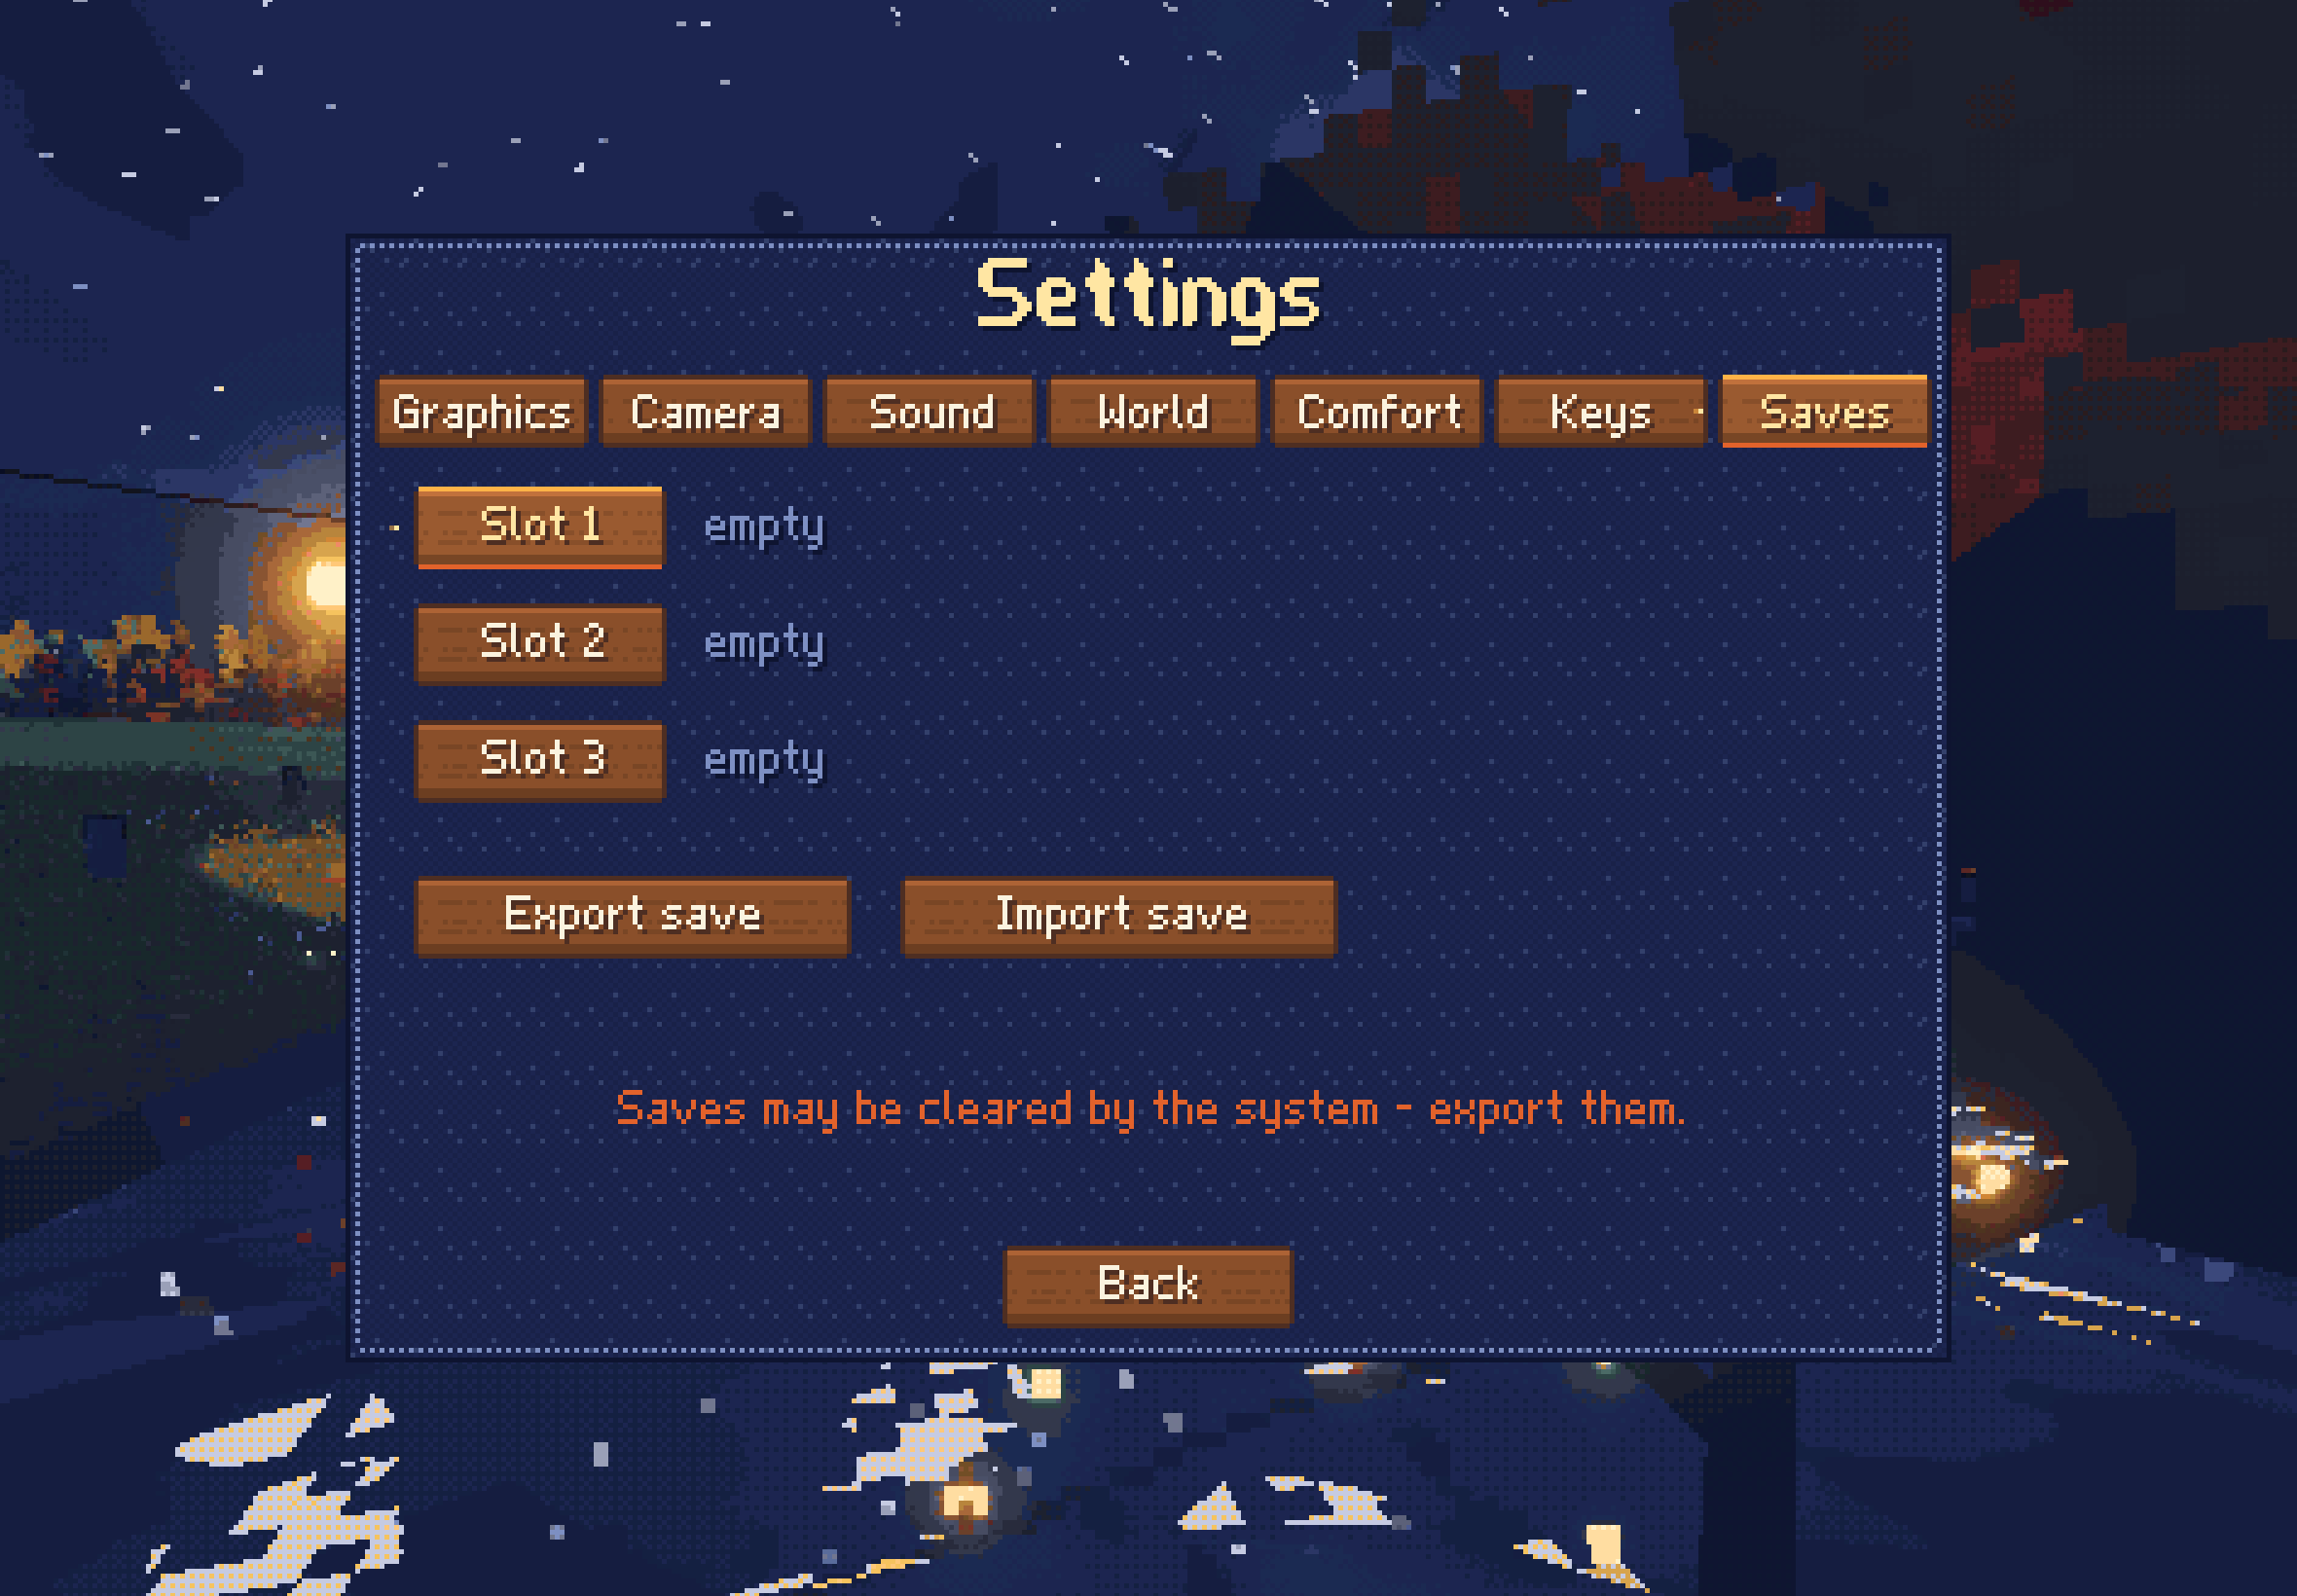 Settings
Graphics Camera Sound World Comfort Keys Saves
Slot 1 empty
Slot 2 empty
Slot 3 empty
Export save Import save
Saves may be cleared by the system - export them.
Back